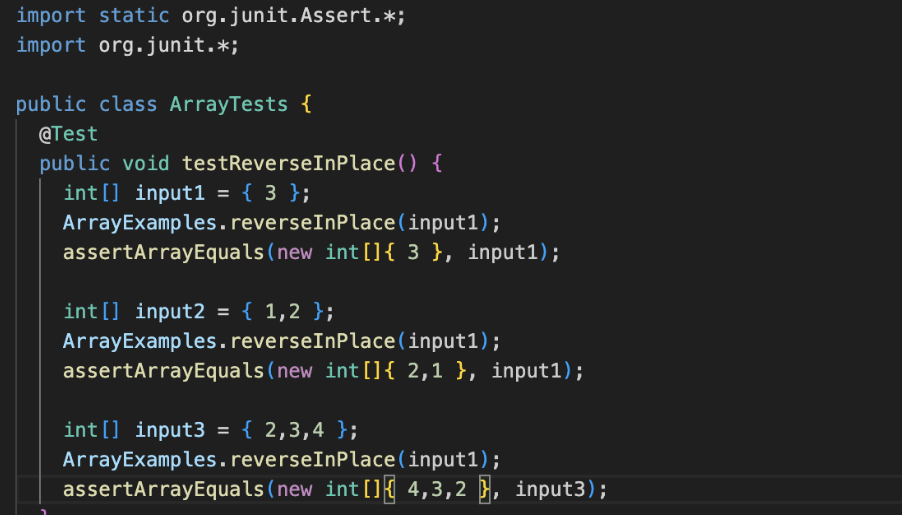 import static org.junit.Assert.*;
import org.junit.*;
public class ArrayTests {
@Test
public void testReverseInPlace() {
int[] input1 = { 3 };
ArrayExamples.reverseInPlace(input1);
assertArrayEquals(new int[]{ 3 }, input1);
int[] input2 = { 1,2 };
ArrayExamples.reverseInPlace(input1);
assertArrayEquals(new int[]{ 2,1 }, input1);
int[] input3 = { 2,3,4 };
ArrayExamples.reverseInPlace(input1);
assertArrayEquals(new int[]{ 4,3,2 }, input3);
}